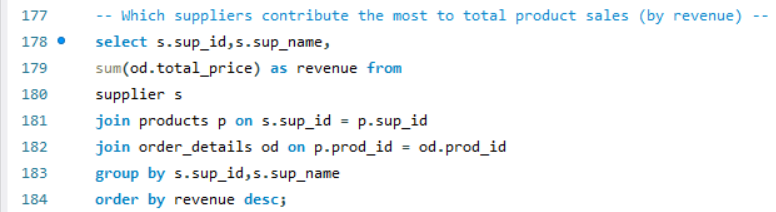 177 -- Which suppliers contribute the most to total product sales (by revenue) --
178 select s.sup_id,s.sup_name,
179 sum(od.total_price) as revenue from
180 supplier s
181 join products p on s.sup_id = p.sup_id
182 join order_details od on p.prod_id = od.prod_id
183 group by s.sup_id,s.sup_name
184 order by revenue desc;